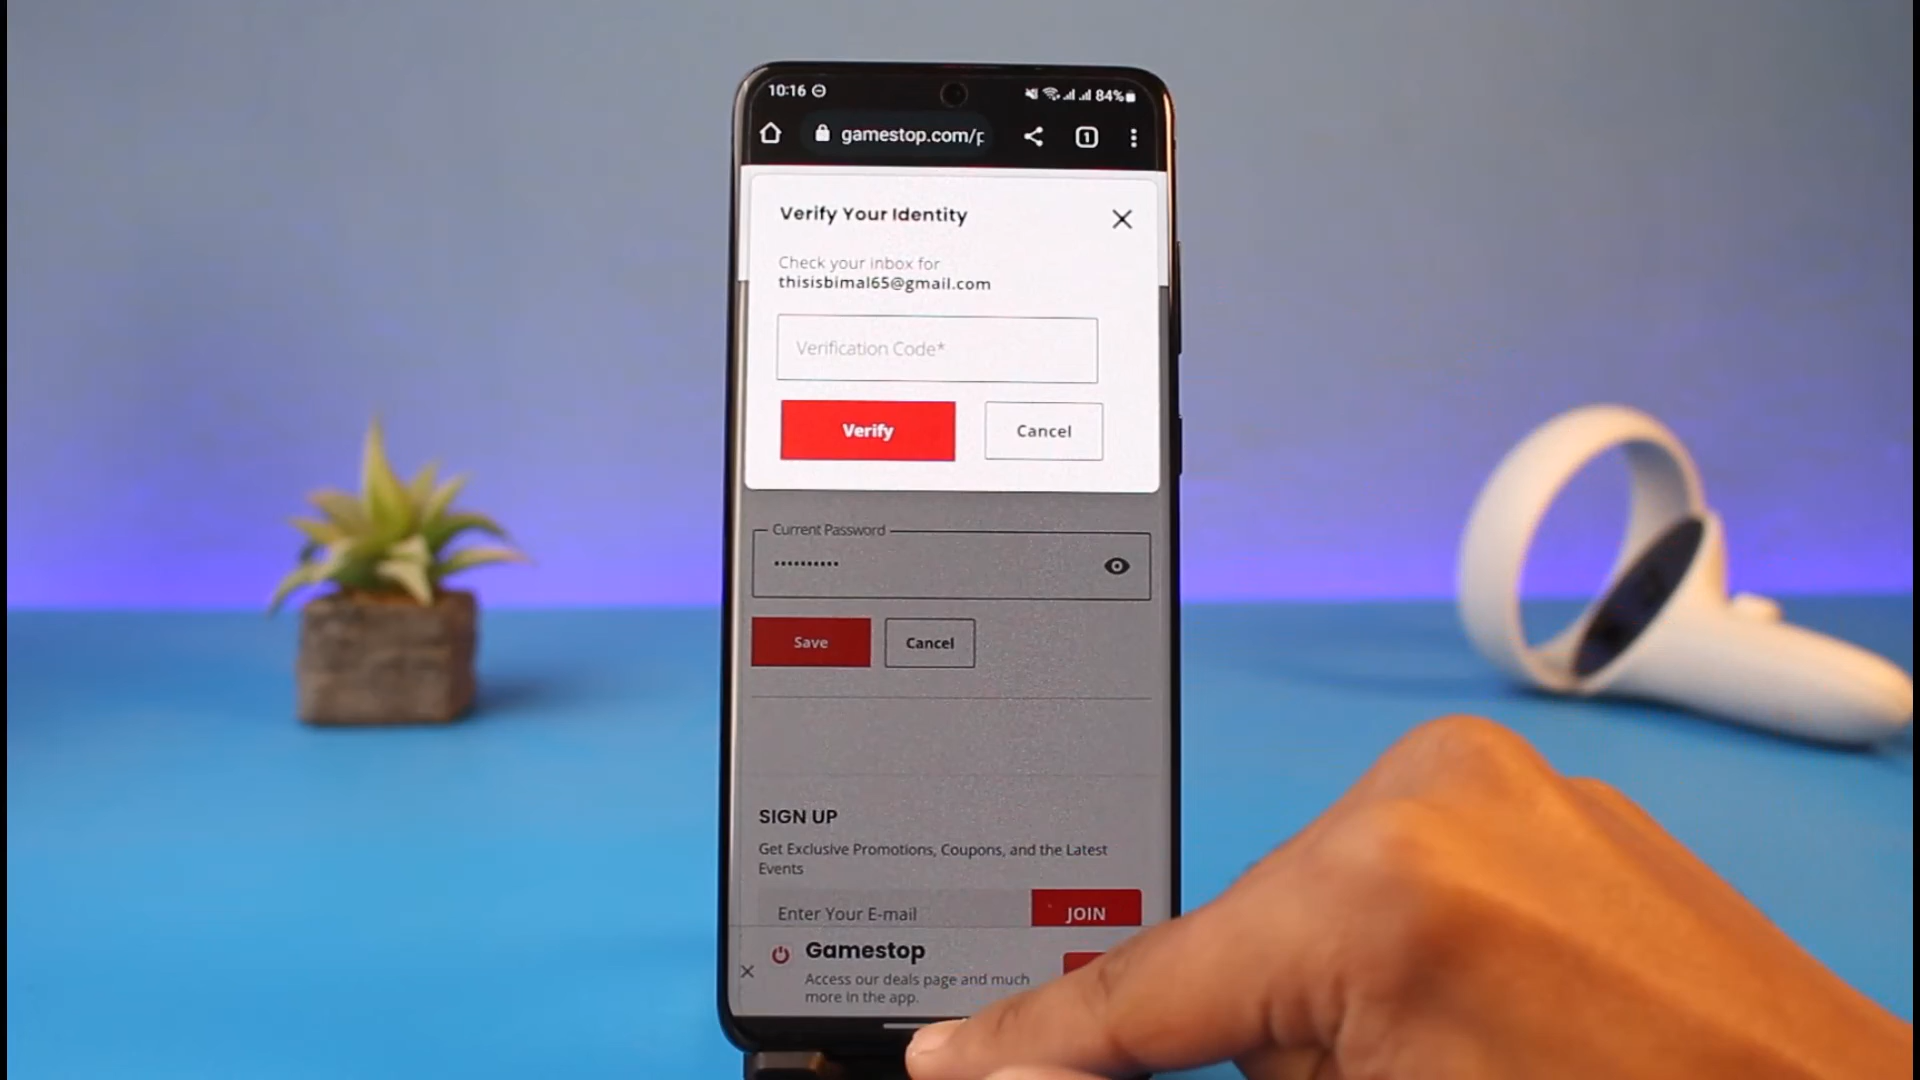 10:16
84%
gamestop.com/p
1
Verify Your Identity
Check your inbox for
thisisbimal65@gmail.com
Verification Code*
Verify
Cancel
Current Password
Save
Cancel
SIGN UP
Get Exclusive Promotions, Coupons, and the Latest
Events
Enter Your E-mail
JOIN
Gamestop
Access our deals page and much
more in the app.